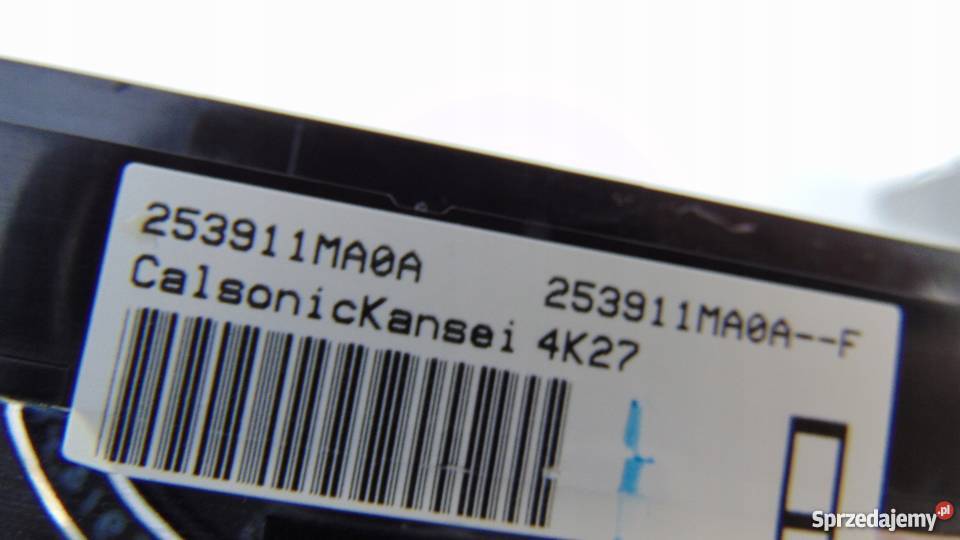 253911MA0A
253911MA0A--F
CalsonicKansei 4K27
Sprzedajemy.pl